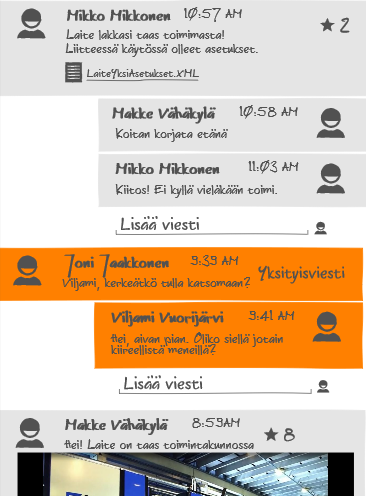 Mikko Mikkonen 10:57 AM
★ 2
Laite lakkasi taas toimimasta!
Liitteessä käytössä olleet asetukset.
LaiteYksiAsetukset.XML
Makke Vähäkylä 10:58 AM
Koitan korjata etänä
Mikko Mikkonen 11:03 AM
Kiitos! Ei kyllä vieläkään toimi.
Lisää viesti
Joni Jaakkonen 9:39 AM
Yksityisviesti
Viljami, kerkeätkö tulla katsomaan?
Viljami Vuorijärvi 9:41 AM
Hei, aivan pian. Oliko siellä jotain
kiireellistä meneillä?
Lisää viesti
Makke Vähäkylä 8:59AM
★ 8
Hei! Laite on taas toimintakunnossa